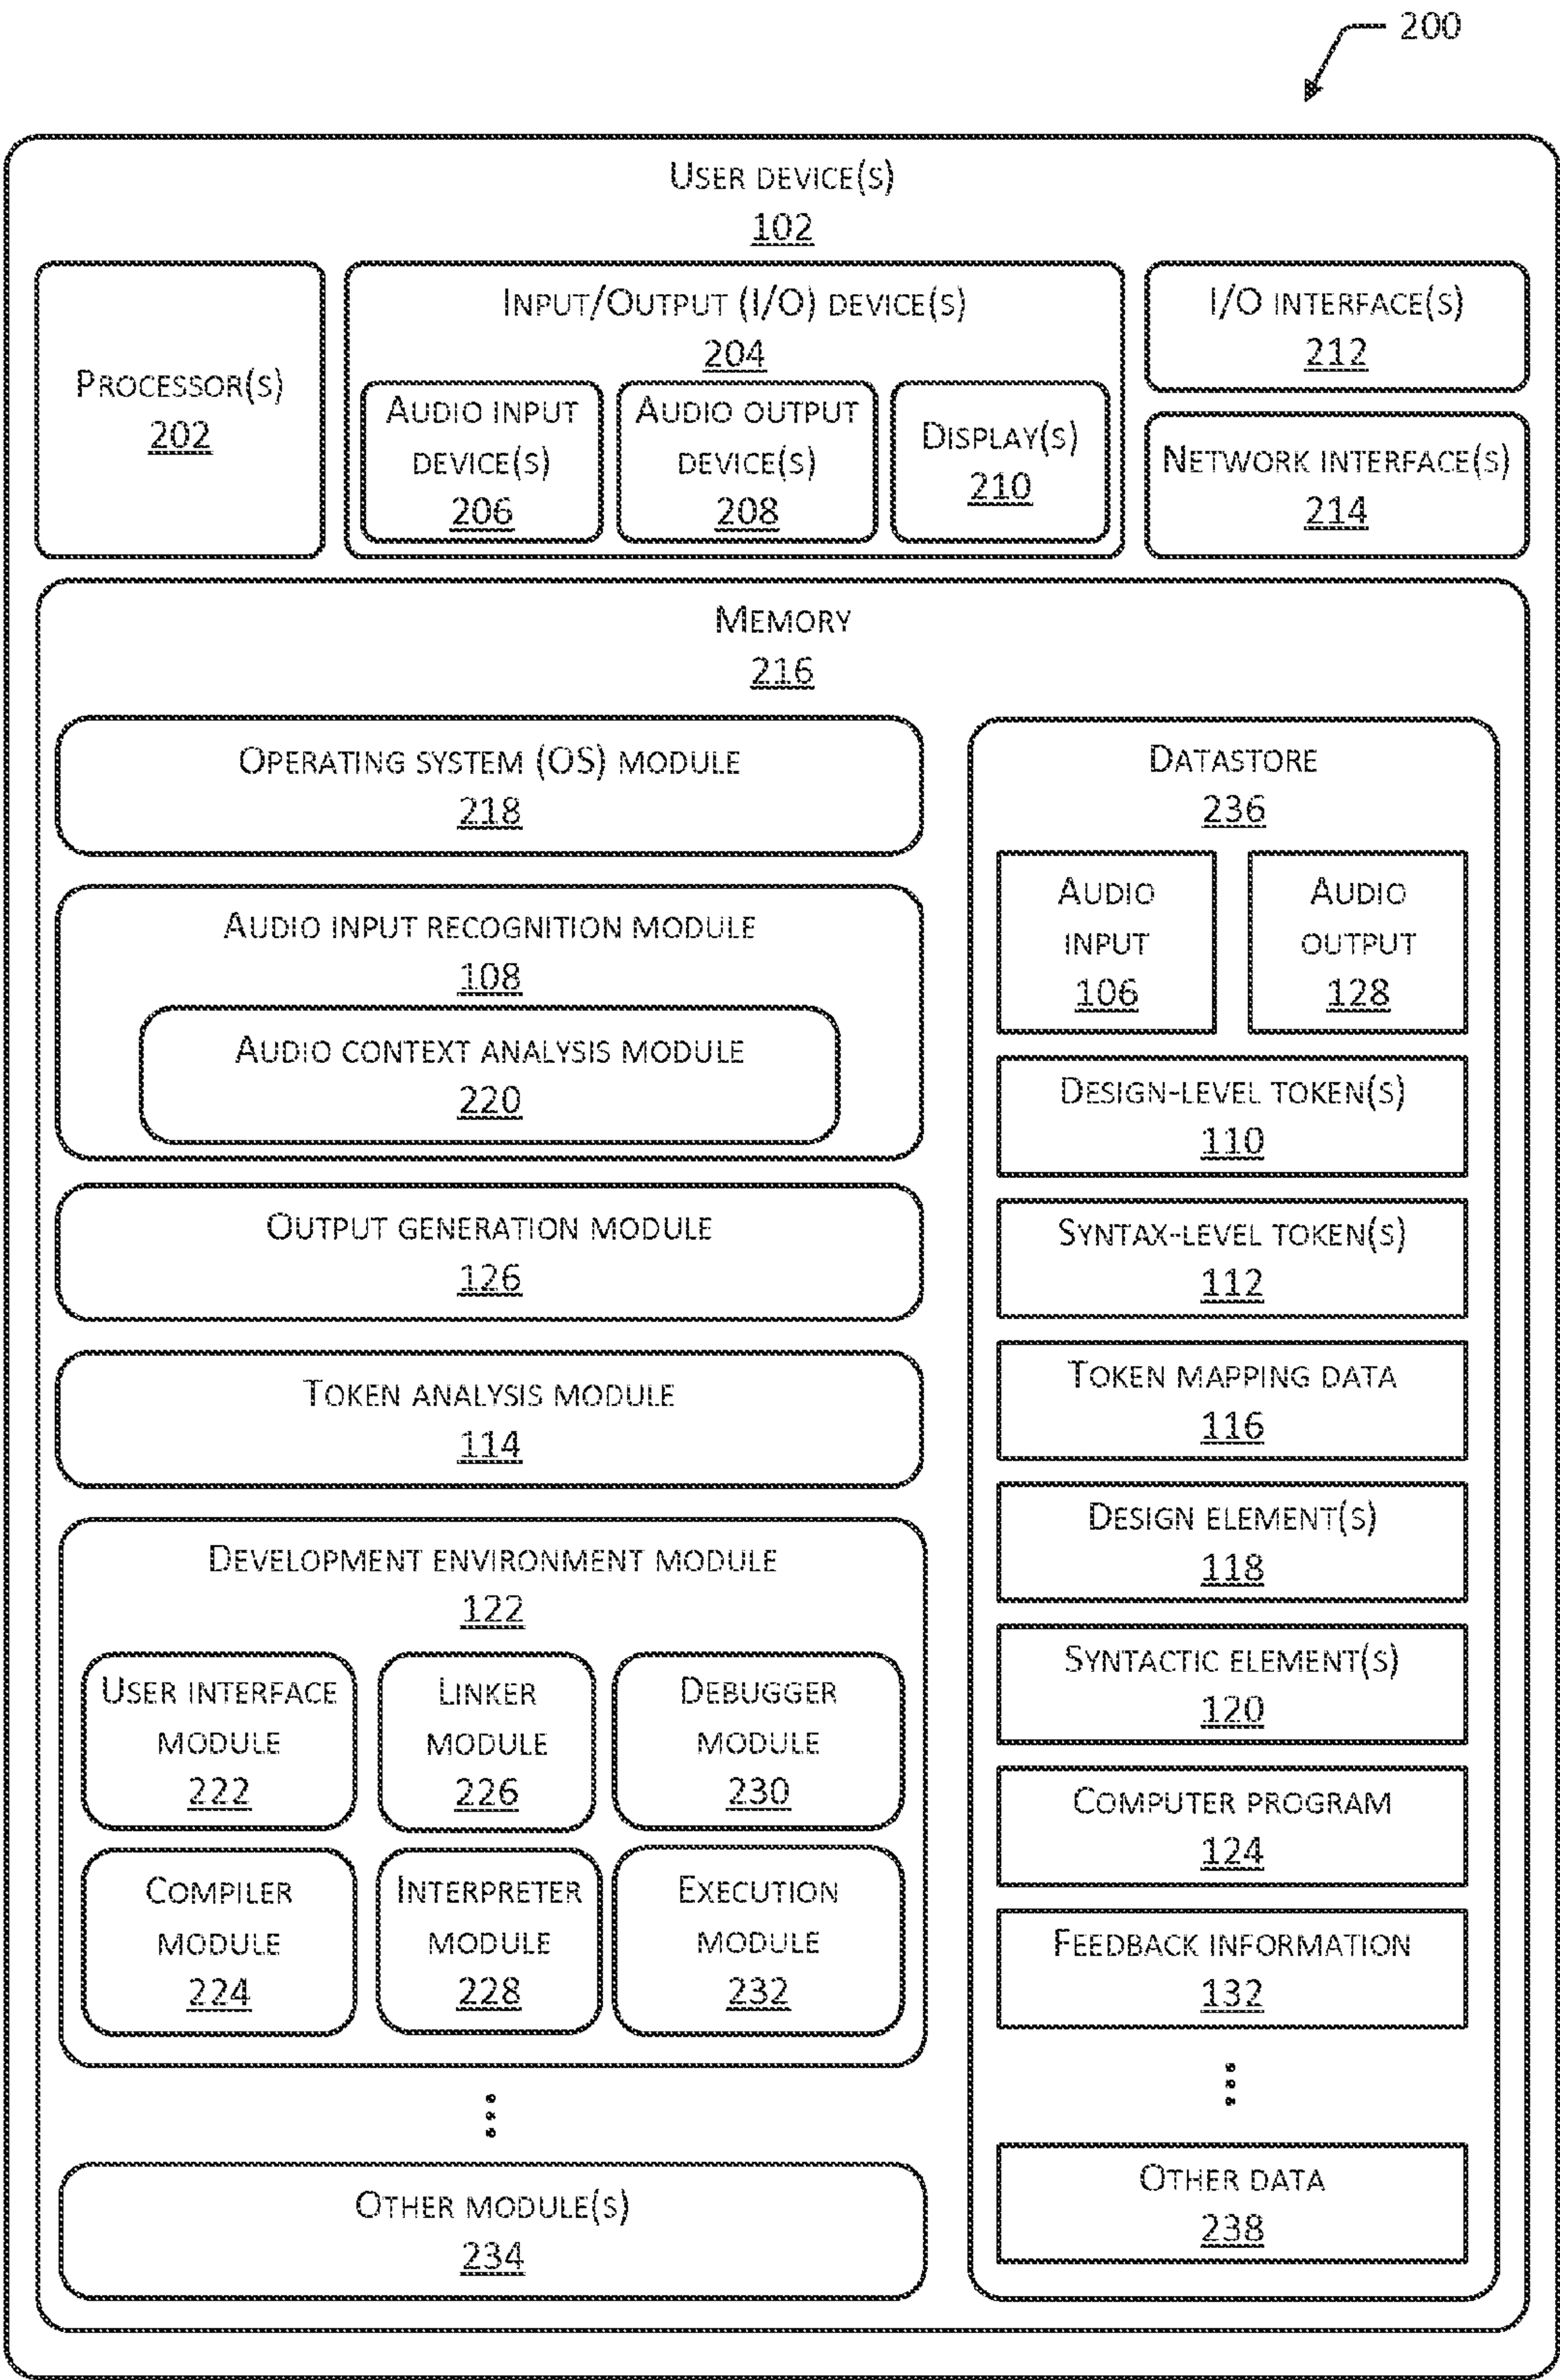 200
User device(s)
102
Processor(s)
202
Input/Output (I/O) device(s)
204
Audio input
device(s)
206
Audio output
device(s)
208
Display(s)
210
I/O interface(s)
212
Network interface(s)
214
Memory
216
Operating system (OS) module
218
Audio input recognition module
108
Audio context analysis module
220
Output generation module
126
Token analysis module
114
Development environment module
122
User interface
module
222
Linker
module
226
Debugger
module
230
Compiler
module
224
Interpreter
module
228
Execution
module
232
Other module(s)
234
Datastore
236
Audio
input
106
Audio
output
128
Design-level token(s)
110
Syntax-level token(s)
112
Token mapping data
116
Design element(s)
118
Syntactic element(s)
120
Computer program
124
Feedback information
132
Other data
238